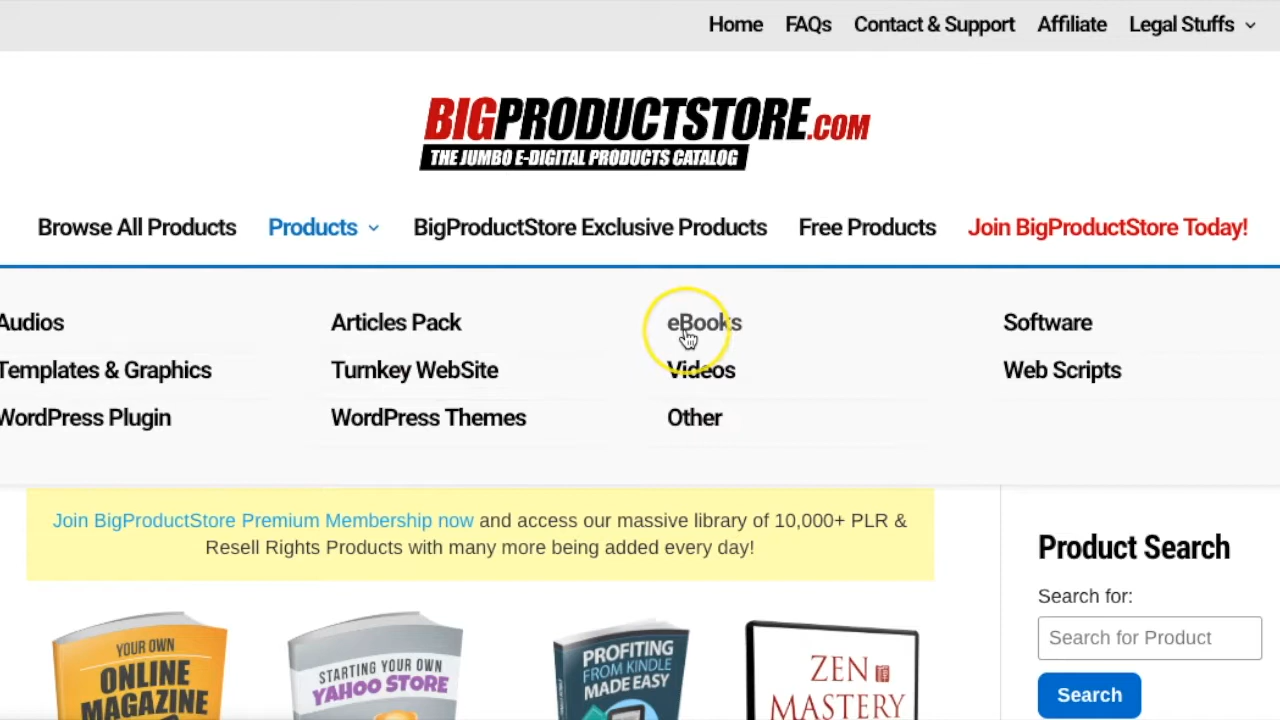 Home FAQs Contact & Support Affiliate Legal Stuffs
BIGPRODUCTSTORE.COM
THE JUMBO E-DIGITAL PRODUCTS CATALOG
Browse All Products Products BigProductStore Exclusive Products Free Products Join BigProductStore Today!
Audios Articles Pack eBooks Software
Templates & Graphics Turnkey WebSite Videos Web Scripts
WordPress Plugin WordPress Themes Other
Join BigProductStore Premium Membership now and access our massive library of 10,000+ PLR &
Resell Rights Products with many more being added every day!
Product Search
Search for:
Search for Product
Search
YOUR OWN
ONLINE
MAGAZINE
STARTING YOUR OWN
YAHOO STORE
PROFITING
FROM KINDLE
MADE EASY
ZEN
MASTERY